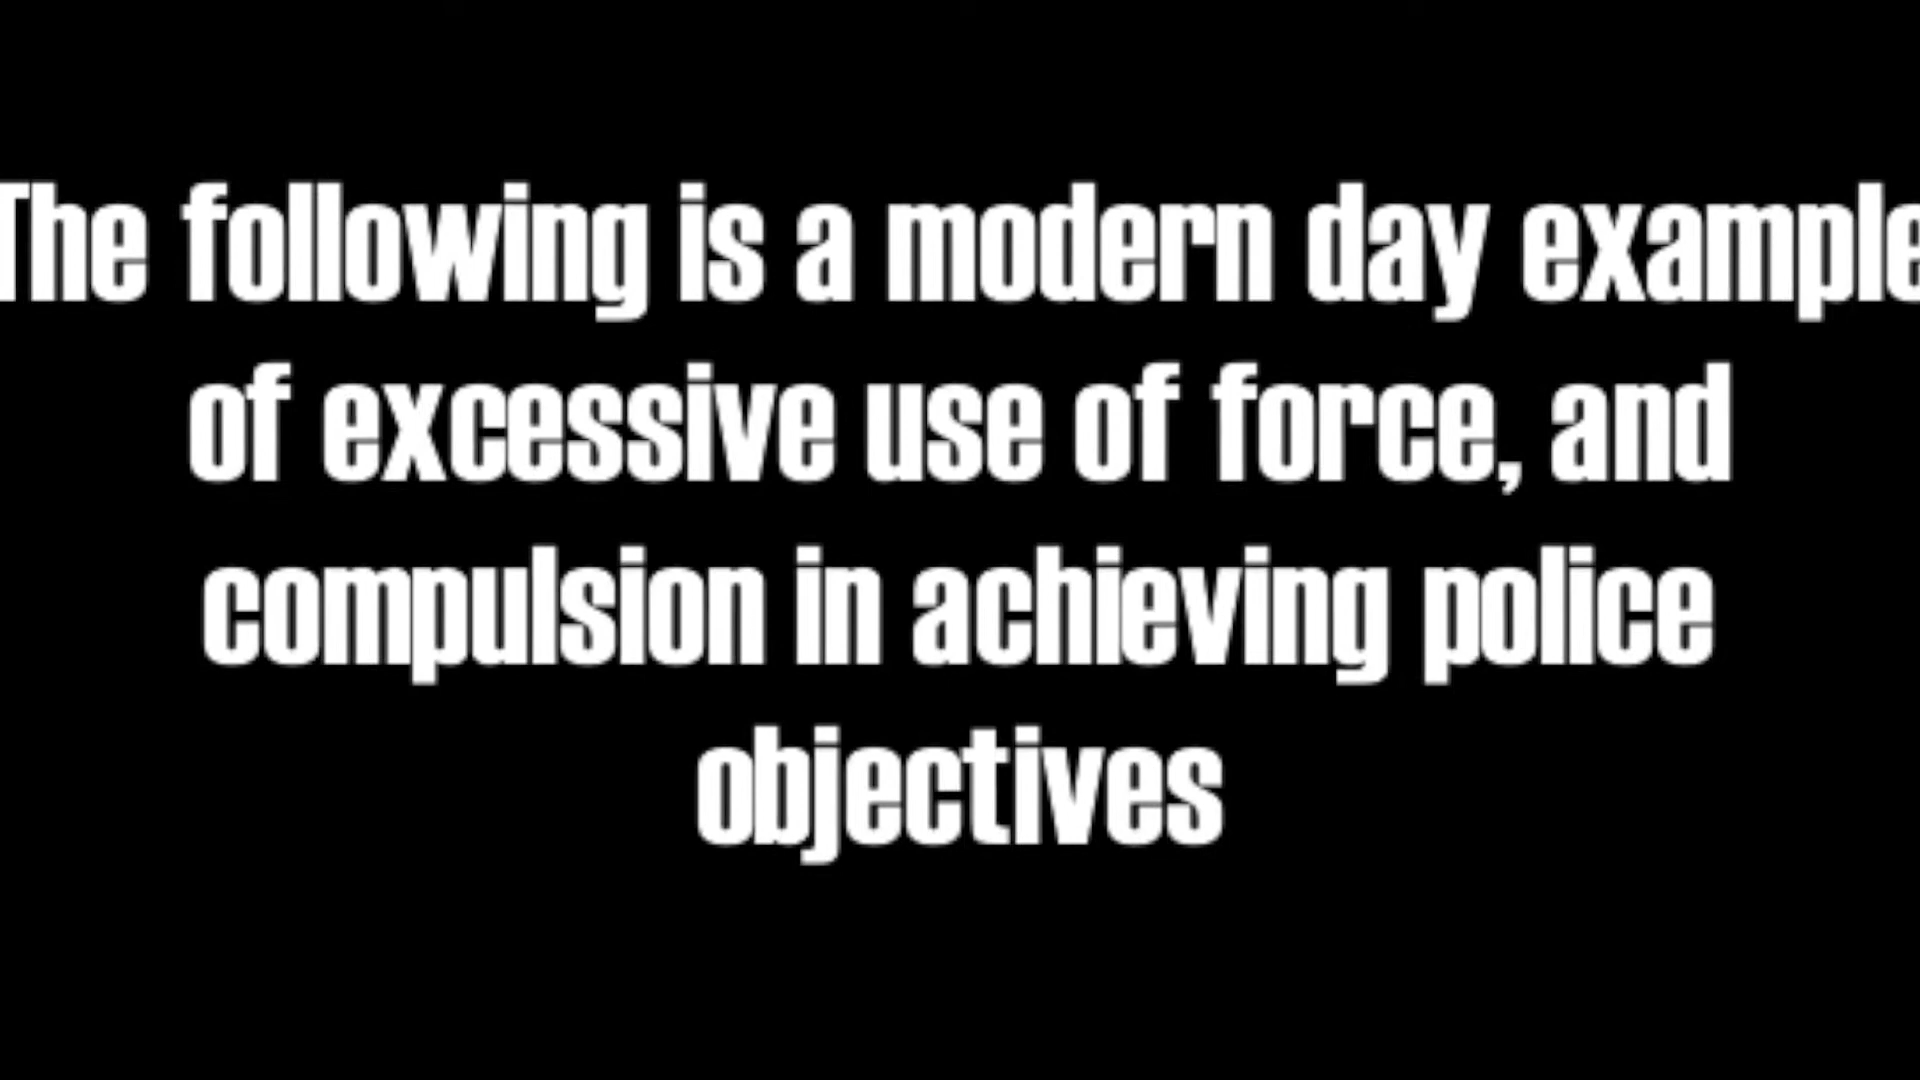 The following is a modern day example
of excessive use of force, and
compulsion in achieving police
objectives